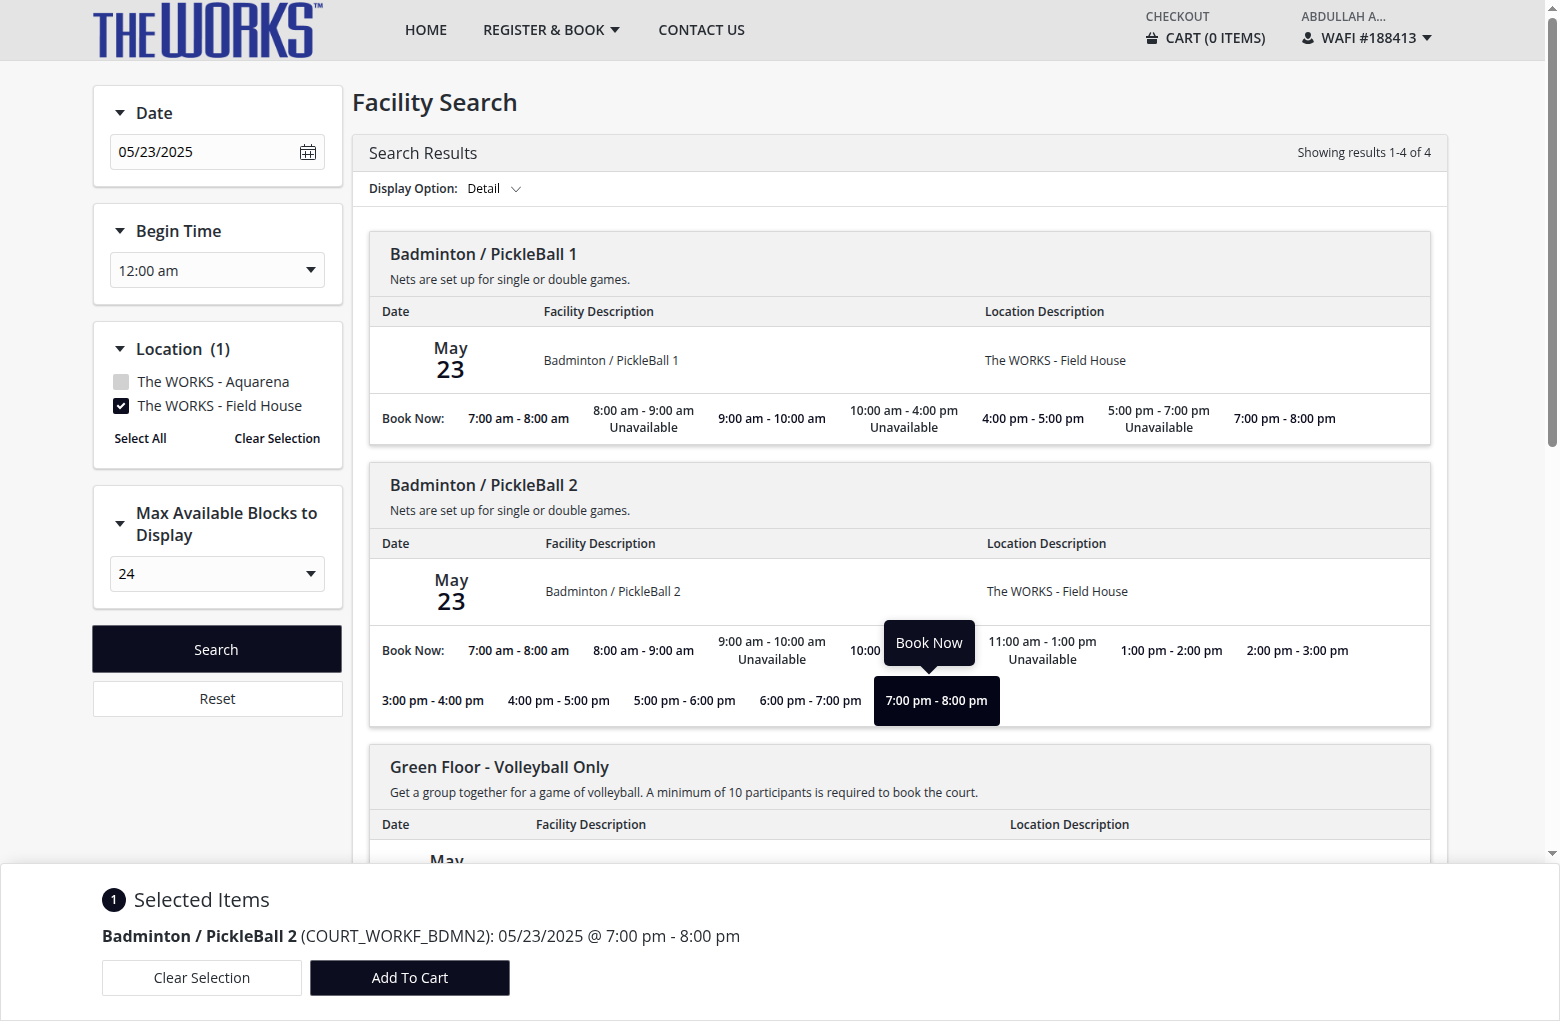 THE WORKS™
HOME
REGISTER & BOOK
CONTACT US
CHECKOUT
CART (0 ITEMS)
ABDULLAH A...
WAFI #188413
Date
05/23/2025
Begin Time
12:00 am
Location (1)
The WORKS - Aquarena
The WORKS - Field House
Select All
Clear Selection
Max Available Blocks to
Display
24
Search
Reset
Facility Search
Search Results
Showing results 1-4 of 4
Display Option: Detail
Badminton / PickleBall 1
Nets are set up for single or double games.
Date
Facility Description
Location Description
May
23
Badminton / PickleBall 1
The WORKS - Field House
Book Now:
7:00 am - 8:00 am
8:00 am - 9:00 am
Unavailable
9:00 am - 10:00 am
10:00 am - 4:00 pm
Unavailable
4:00 pm - 5:00 pm
5:00 pm - 7:00 pm
Unavailable
7:00 pm - 8:00 pm
Badminton / PickleBall 2
Nets are set up for single or double games.
Date
Facility Description
Location Description
May
23
Badminton / PickleBall 2
The WORKS - Field House
Book Now:
7:00 am - 8:00 am
8:00 am - 9:00 am
9:00 am - 10:00 am
Unavailable
10:00
Book Now
11:00 am - 1:00 pm
Unavailable
1:00 pm - 2:00 pm
2:00 pm - 3:00 pm
3:00 pm - 4:00 pm
4:00 pm - 5:00 pm
5:00 pm - 6:00 pm
6:00 pm - 7:00 pm
7:00 pm - 8:00 pm
Green Floor - Volleyball Only
Get a group together for a game of volleyball. A minimum of 10 participants is required to book the court.
Date
Facility Description
Location Description
May
1 Selected Items
Badminton / PickleBall 2 (COURT_WORKF_BDMN2): 05/23/2025 @ 7:00 pm - 8:00 pm
Clear Selection
Add To Cart